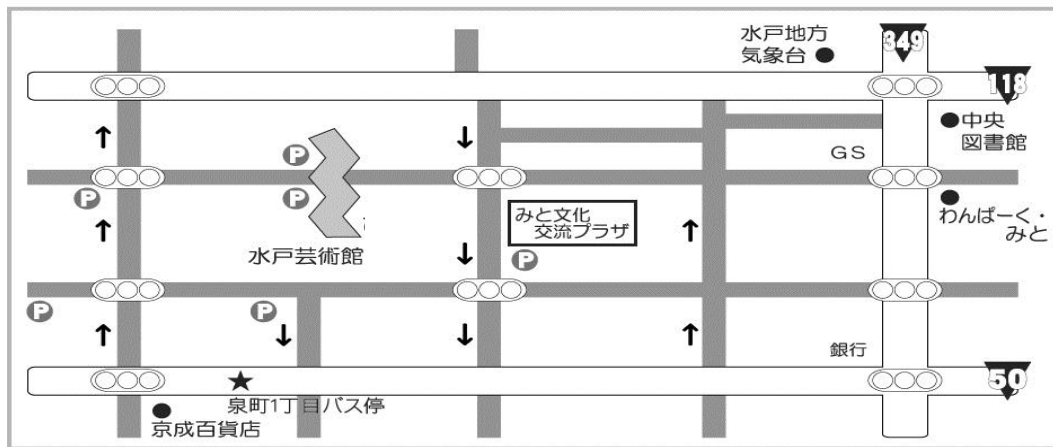 水戸地方
気象台
349
118
中央
図書館
GS
P
P
P
みと文化
交流プラザ
わんぱーく・
みと
水戸芸術館
P
P
P
銀行
50
泉町1丁目バス停
京成百貨店